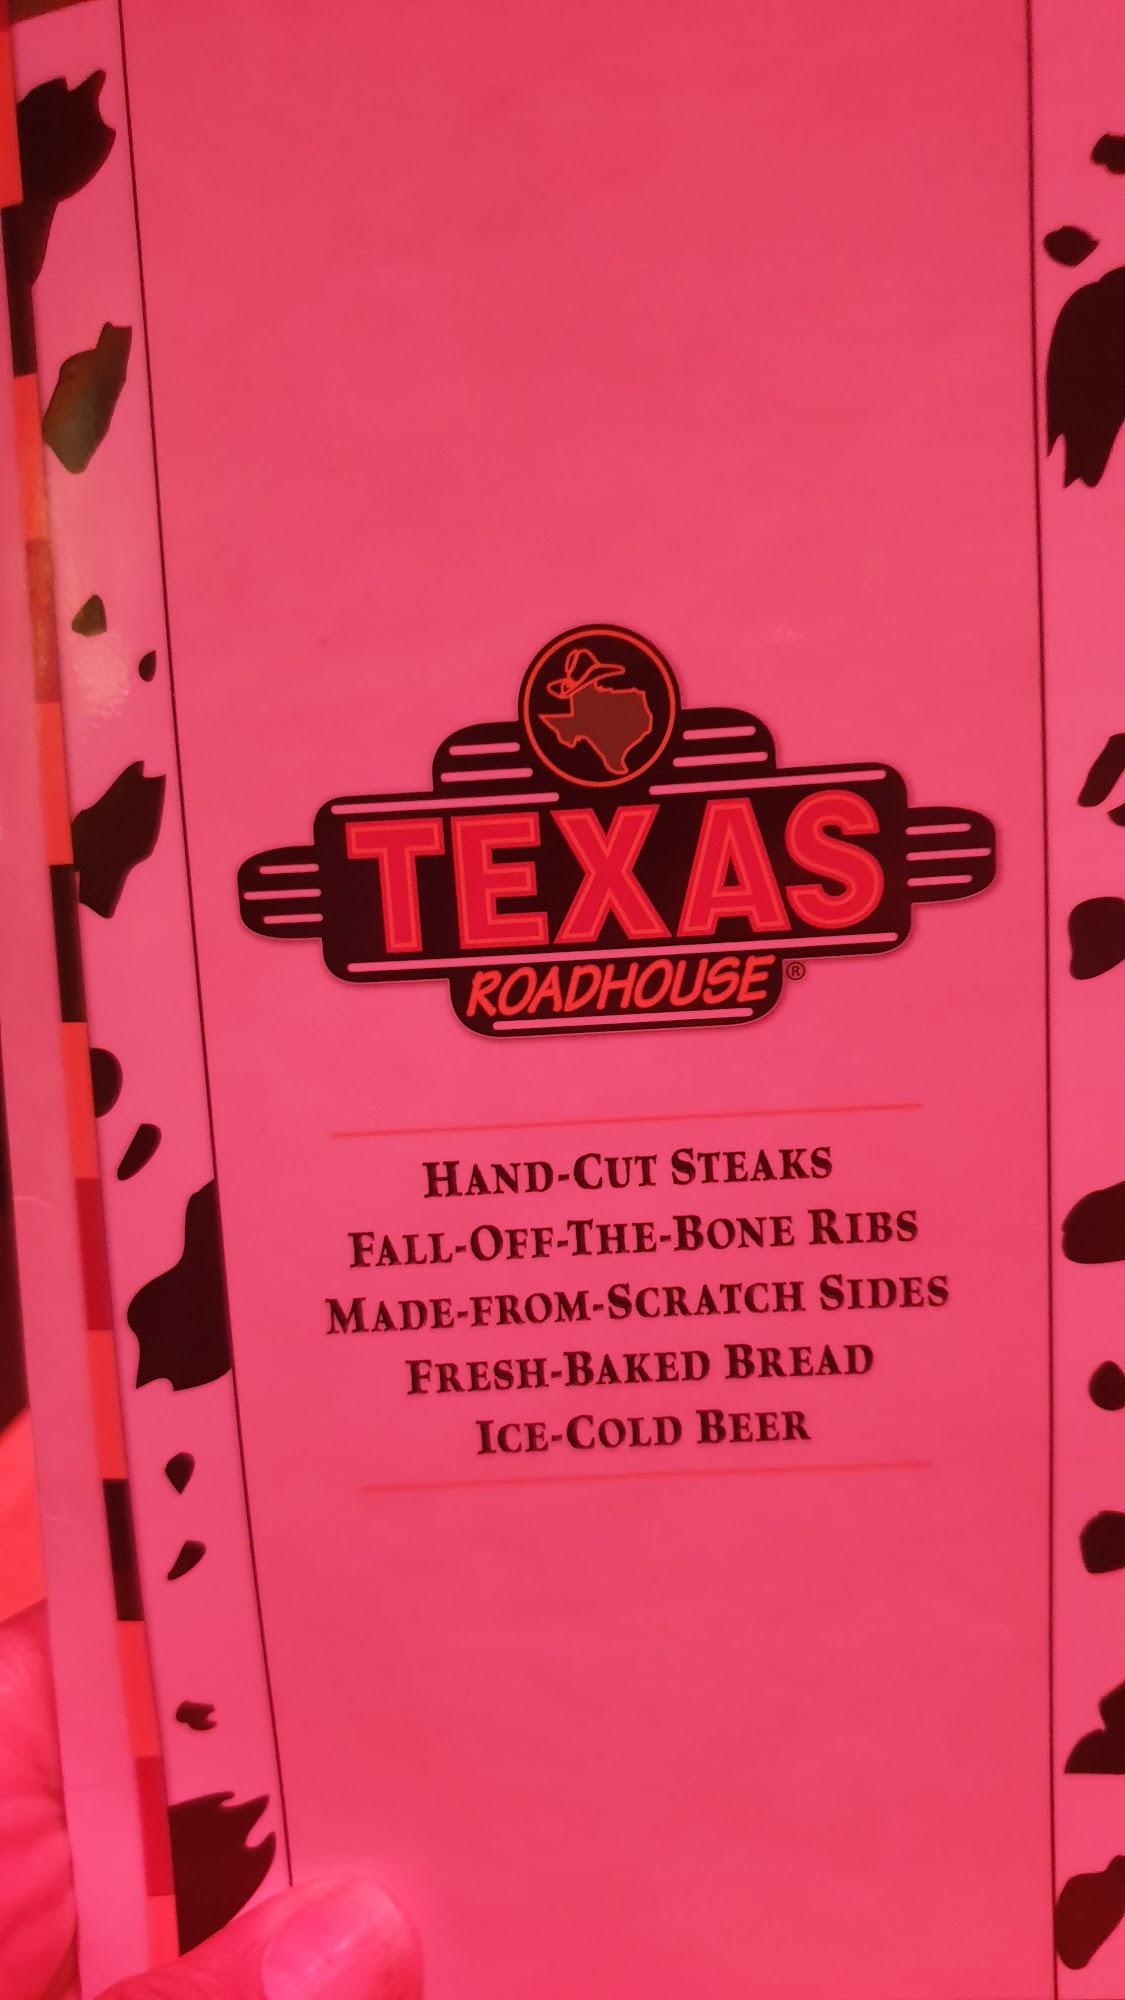 TEXAS
ROADHOUSE®
HAND-CUT STEAKS
FALL-OFF-THE-BONE RIBS
MADE-FROM-SCRATCH SIDES
FRESH-BAKED BREAD
ICE-COLD BEER